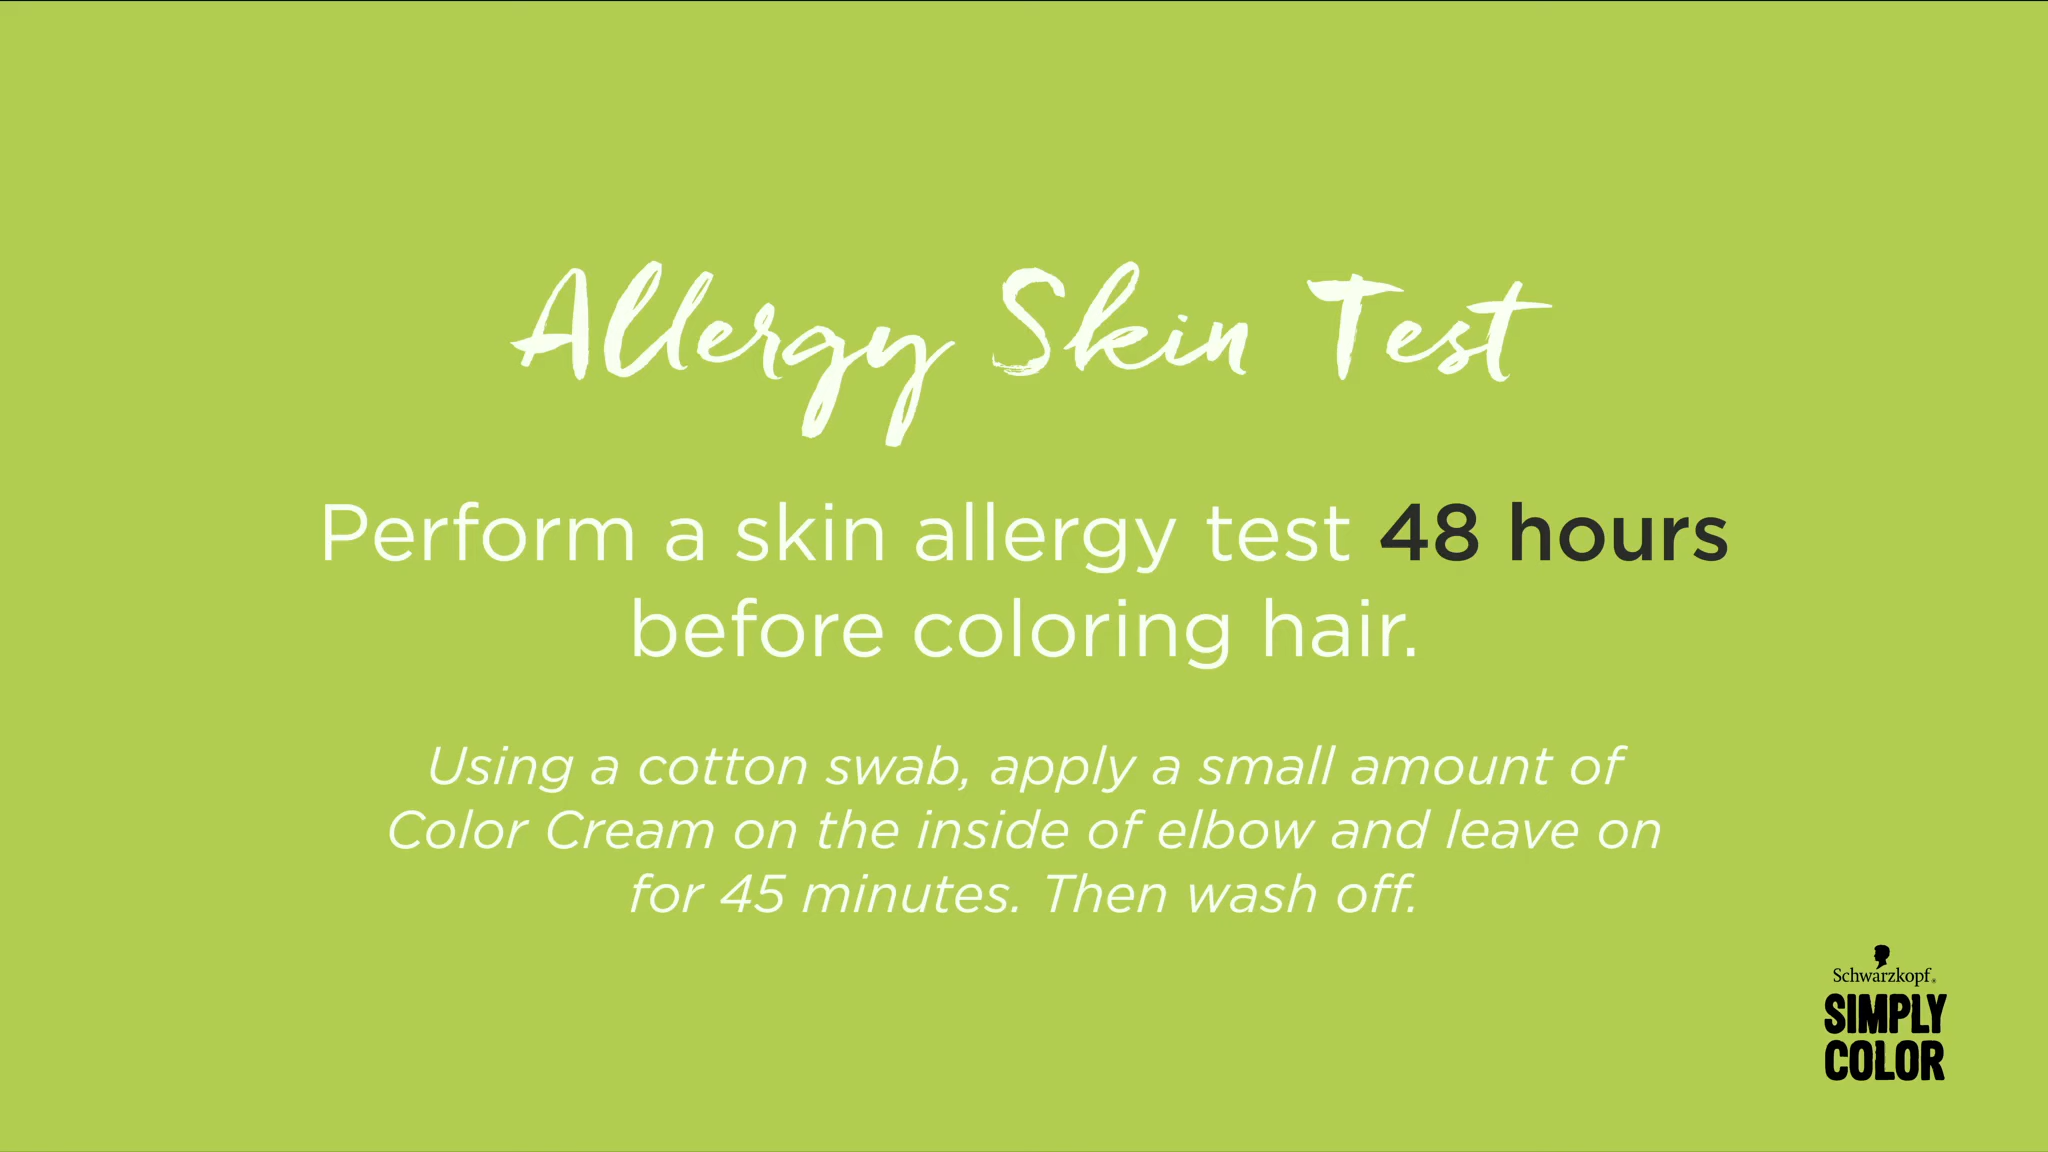 Allergy Skin Test
Perform a skin allergy test 48 hours
before coloring hair.
Using a cotton swab, apply a small amount of
Color Cream on the inside of elbow and leave on
for 45 minutes. Then wash off.
Schwarzkopf®
SIMPLY
COLOR